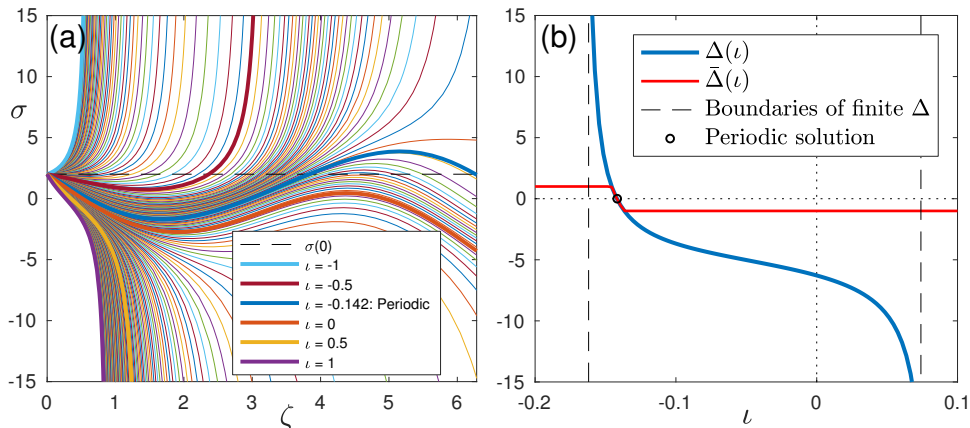 (a)
15
10
5
0
-5
-10
-15
σ
σ(0)
ι = -1
ι = -0.5
ι = -0.142: Periodic
ι = 0
ι = 0.5
ι = 1
0 1 2 3 4 5 6
ζ
(b)
15
10
5
0
-5
-10
-15
Δ(ι)
Δ̄(ι)
Boundaries of finite Δ
Periodic solution
-0.2 -0.1 0 0.1
ι